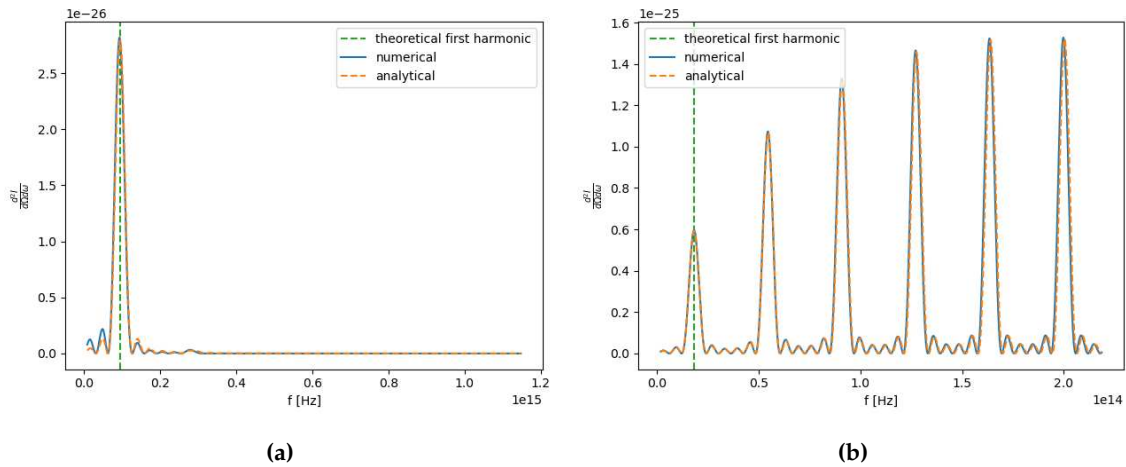 1e−26
theoretical first harmonic
numerical
analytical
2.5
2.0
1.5
1.0
0.5
0.0
d²I
dΩdω
0.0 0.2 0.4 0.6 0.8 1.0 1.2
f [Hz]
1e15
(a)
1e−25
theoretical first harmonic
numerical
analytical
1.6
1.4
1.2
1.0
0.8
0.6
0.4
0.2
0.0
d²I
dΩdω
0.0 0.5 1.0 1.5 2.0
f [Hz]
1e14
(b)